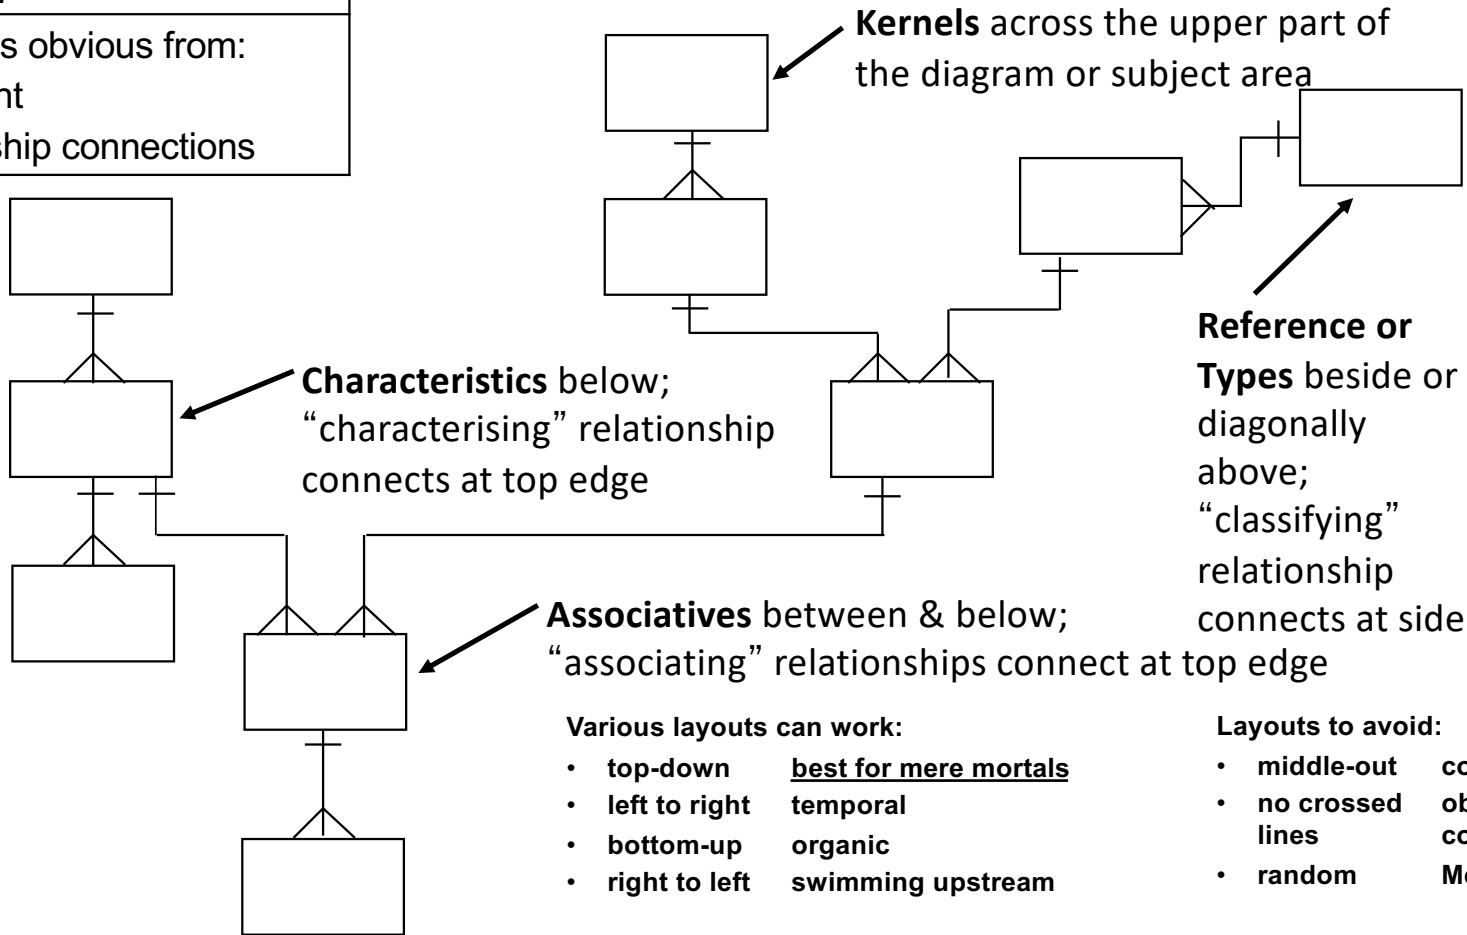 s obvious from:
nt
ship connections
Kernels across the upper part of
the diagram or subject area
Characteristics below;
“characterising” relationship
connects at top edge
Reference or
Types beside or
diagonally
above;
“classifying”
relationship
connects at side
Associatives between & below;
“associating” relationships connect at top edge
Various layouts can work:
• top-down best for mere mortals
• left to right temporal
• bottom-up organic
• right to left swimming upstream
Layouts to avoid:
• middle-out co
• no crossed ob
lines co
• random